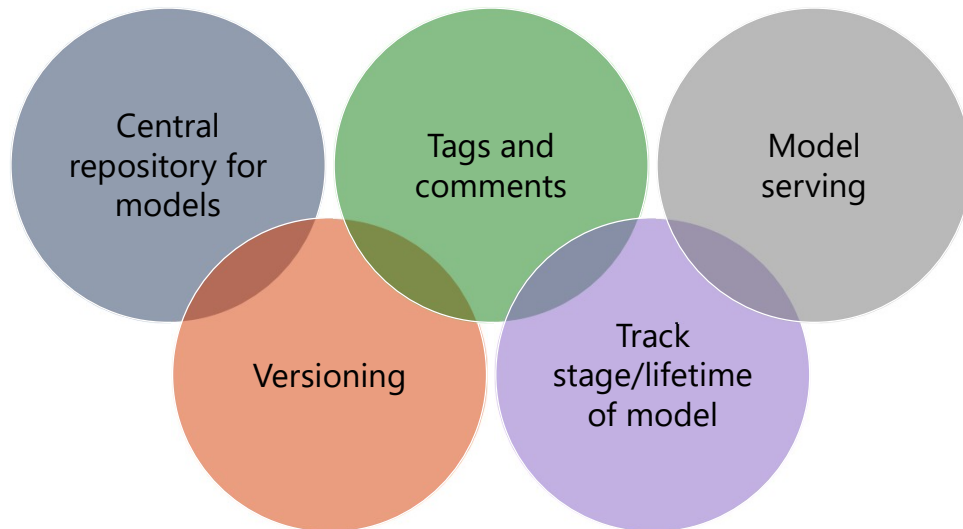 Central
repository for
models
Tags and
comments
Model
serving
Versioning
Track
stage/lifetime
of model